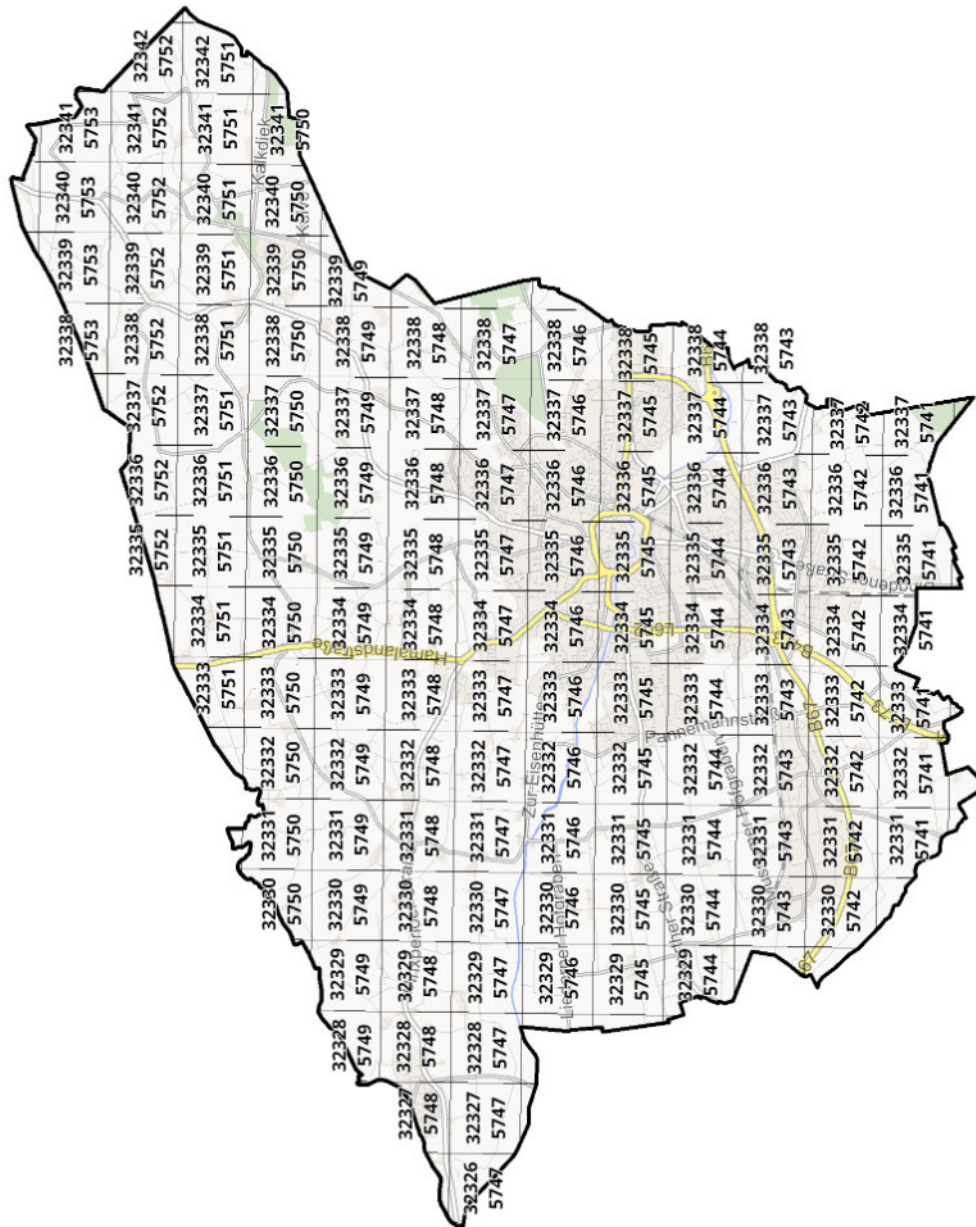 32338 32339 32340 32341
5753 5753 5753 5753
32335 32336 32337 32338 32339 32340 32341 32342
5752 5752 5752 5752 5752 5752 5752 5752
32333 32334 32335 32336 32337 32338 32339 32340 32341 32342
5751 5751 5751 5751 5751 5751 5751 5751 5751 5751
Kalkdiek
32330 32331 32332 32333 32334 32335 32336 32337 32338 32339 32340 32341
5750 5750 5750 5750 5750 5750 5750 5750 5750 5750 5750 5750
Hamalandstraße
32328 32329 32330 32331 32332 32333 32334 32335 32336 32337 32338 32339
5749 5749 5749 5749 5749 5749 5749 5749 5749 5749 5749 5749
32327 32328 32329 32330 32331 32332 32333 32334 32335 32336 32337 32338
5748 5748 5748 5748 5748 5748 5748 5748 5748 5748 5748 5748
32326 32327 32328 32329 32330 32331 32332 32333 32334 32335 32336 32337 32338
5747 5747 5747 5747 5747 5747 5747 5747 5747 5747 5747 5747 5747
Zur-Eisenhütte
32329 32330 32331 32332 32333 32334 32335 32336 32337 32338
Liederner-Hofgraben
5746 5746 5746 5746 5746 5746 5746 5746 5746 5746
32329 32330 32331 32332 32333 32334 32335 32336 32337 32338
5745 5745 5745 5745 5745 5745 5745 5745 5745 5745
32329 32330 32331 32332 32333 32334 32335 32336 32337 32338
Pannemannstraße
5744 5744 5744 5744 5744 5744 5744 5744 5744 5744
32330 32331 32332 32333 32334 32335 32336 32337 32338
Mussumer Hofgraben
5743 5743 5743 5743 5743 5743 5743 5743 5743
B67
B473
32330 32331 32332 32333 32334 32335 32336 32337
5742 5742 5742 5742 5742 5742 5742 5742
Dingdener Straße
32331 32332 32333 32334 32335 32336 32337
5741 5741 5741 5741 5741 5741 5741